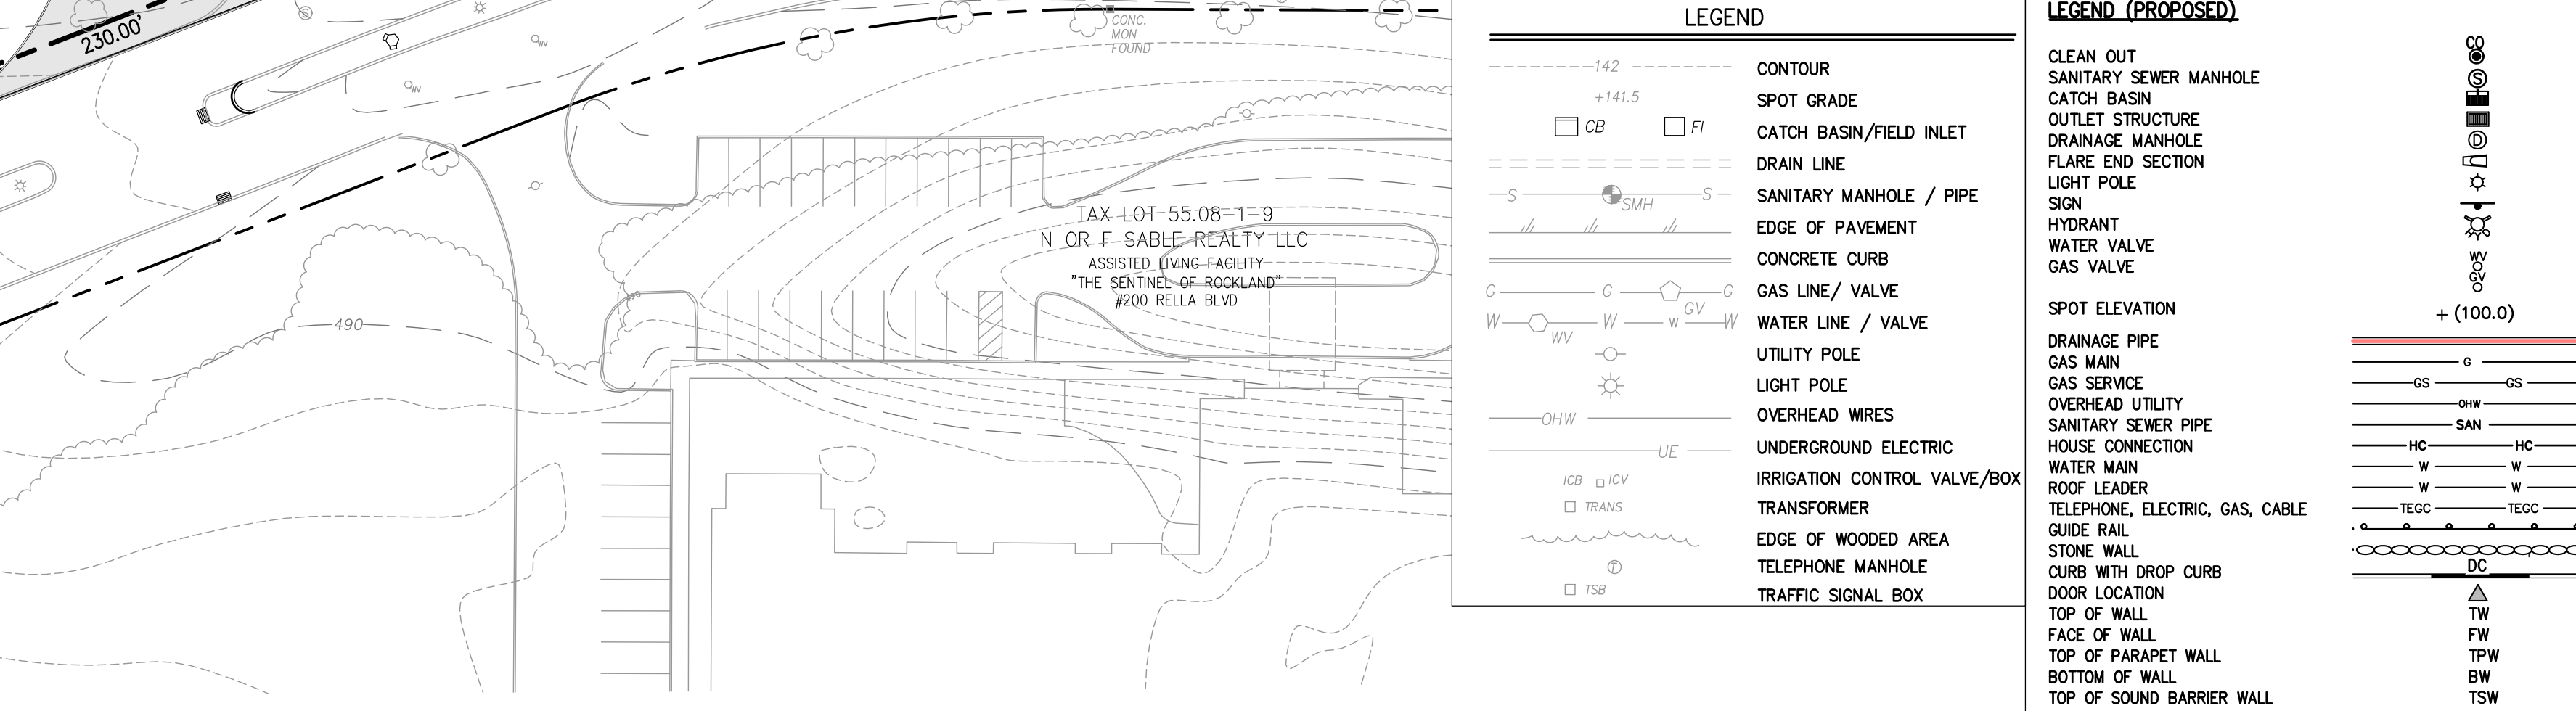 230.00'
S
WV
WV
CONC.
MON
FOUND
TAX LOT 55.08-1-9
N OR F SABLE REALTY LLC
ASSISTED LIVING FACILITY
"THE SENTINEL OF ROCKLAND"
#200 RELLA BLVD
490
490
LEGEND
142 CONTOUR
+141.5 SPOT GRADE
CB FI CATCH BASIN/FIELD INLET
DRAIN LINE
S SMH S SANITARY MANHOLE / PIPE
EDGE OF PAVEMENT
CONCRETE CURB
G G GV G GAS LINE/ VALVE
W WV W W W WATER LINE / VALVE
UTILITY POLE
LIGHT POLE
OHW OVERHEAD WIRES
UE UNDERGROUND ELECTRIC
ICB ICV IRRIGATION CONTROL VALVE/BOX
TRANS TRANSFORMER
EDGE OF WOODED AREA
T TELEPHONE MANHOLE
TSB TRAFFIC SIGNAL BOX
LEGEND (PROPOSED)
CLEAN OUT CO
SANITARY SEWER MANHOLE S
CATCH BASIN
OUTLET STRUCTURE
DRAINAGE MANHOLE D
FLARE END SECTION
LIGHT POLE
SIGN
HYDRANT
WATER VALVE WV
GAS VALVE GV
SPOT ELEVATION + (100.0)
DRAINAGE PIPE
GAS MAIN G
GAS SERVICE GS GS
OVERHEAD UTILITY OHW
SANITARY SEWER PIPE SAN
HOUSE CONNECTION HC HC
WATER MAIN W W
ROOF LEADER W W
TELEPHONE, ELECTRIC, GAS, CABLE TEGC TEGC
GUIDE RAIL
STONE WALL
CURB WITH DROP CURB DC
DOOR LOCATION
TOP OF WALL TW
FACE OF WALL FW
TOP OF PARAPET WALL TPW
BOTTOM OF WALL BW
TOP OF SOUND BARRIER WALL TSW